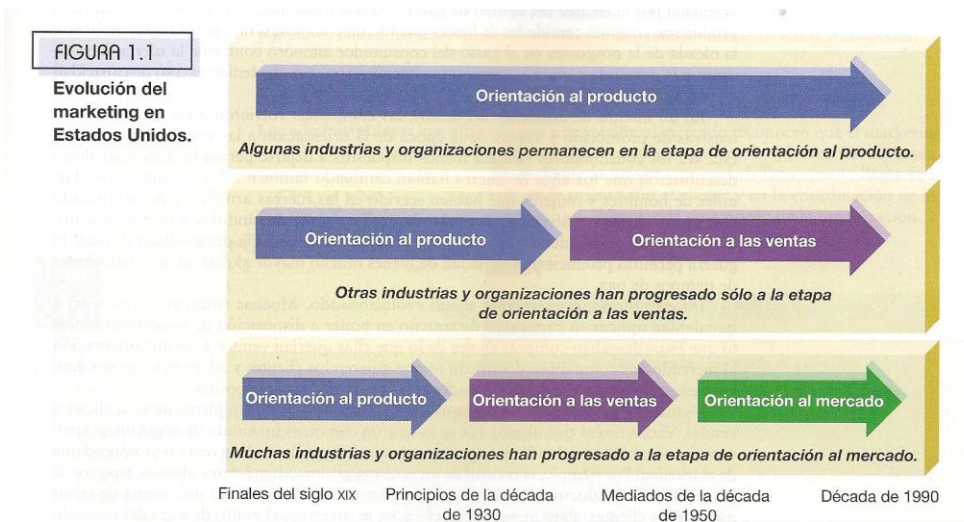 FIGURA 1.1
Evolución del
marketing en
Estados Unidos.
Orientación al producto
Algunas industrias y organizaciones permanecen en la etapa de orientación al producto.
Orientación al producto
Orientación a las ventas
Otras industrias y organizaciones han progresado sólo a la etapa
de orientación a las ventas.
Orientación al producto
Orientación a las ventas
Orientación al mercado
Muchas industrias y organizaciones han progresado a la etapa de orientación al mercado.
Finales del siglo XIX
Principios de la década
de 1930
Mediados de la década
de 1950
Década de 1990